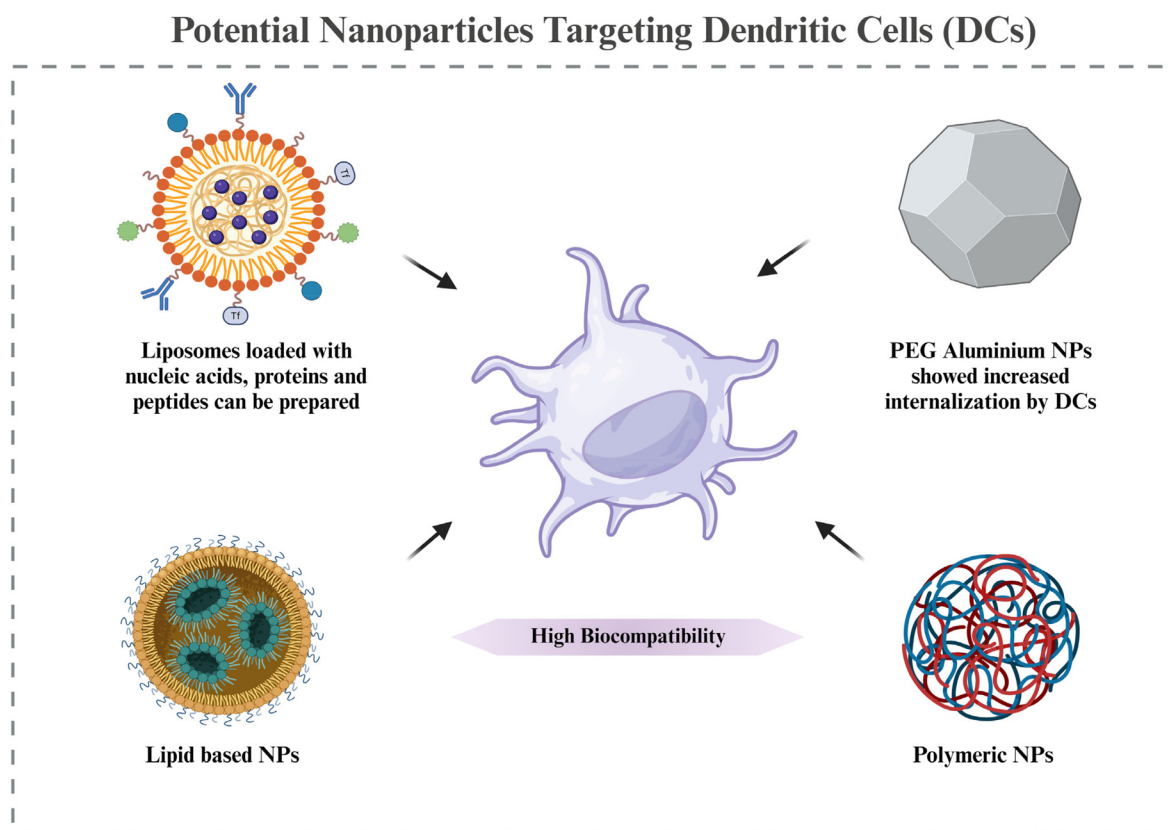 Potential Nanoparticles Targeting Dendritic Cells (DCs)
Tf
Tf
Liposomes loaded with
nucleic acids, proteins and
peptides can be prepared
PEG Aluminium NPs
showed increased
internalization by DCs
High Biocompatibility
Lipid based NPs
Polymeric NPs